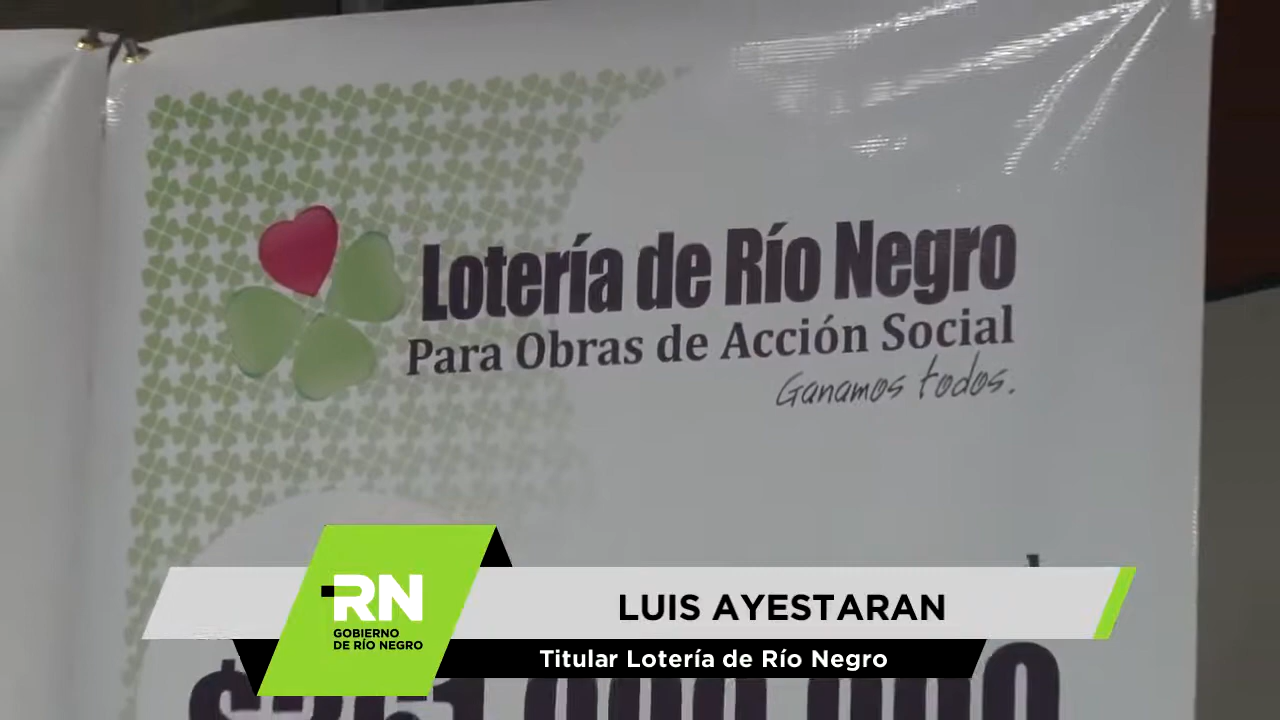 Lotería de Río Negro
Para Obras de Acción Social
Ganamos todos.
RN
GOBIERNO
DE RÍO NEGRO
LUIS AYESTARAN
Titular Lotería de Río Negro